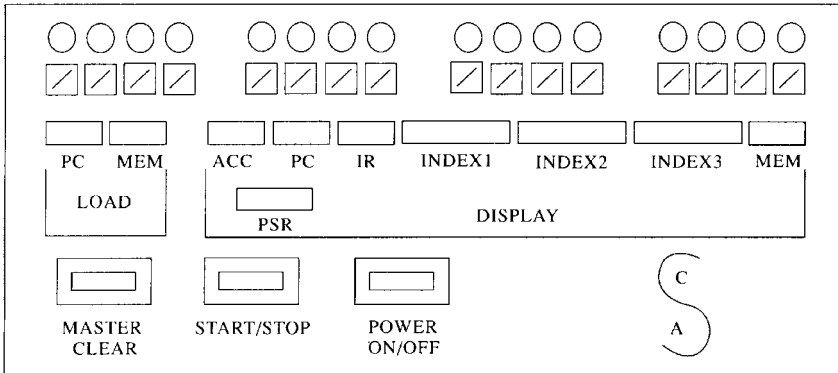 PC MEM ACC PC IR INDEX1 INDEX2 INDEX3 MEM
LOAD
PSR
DISPLAY
MASTER
CLEAR
START/STOP
POWER
ON/OFF
C
A